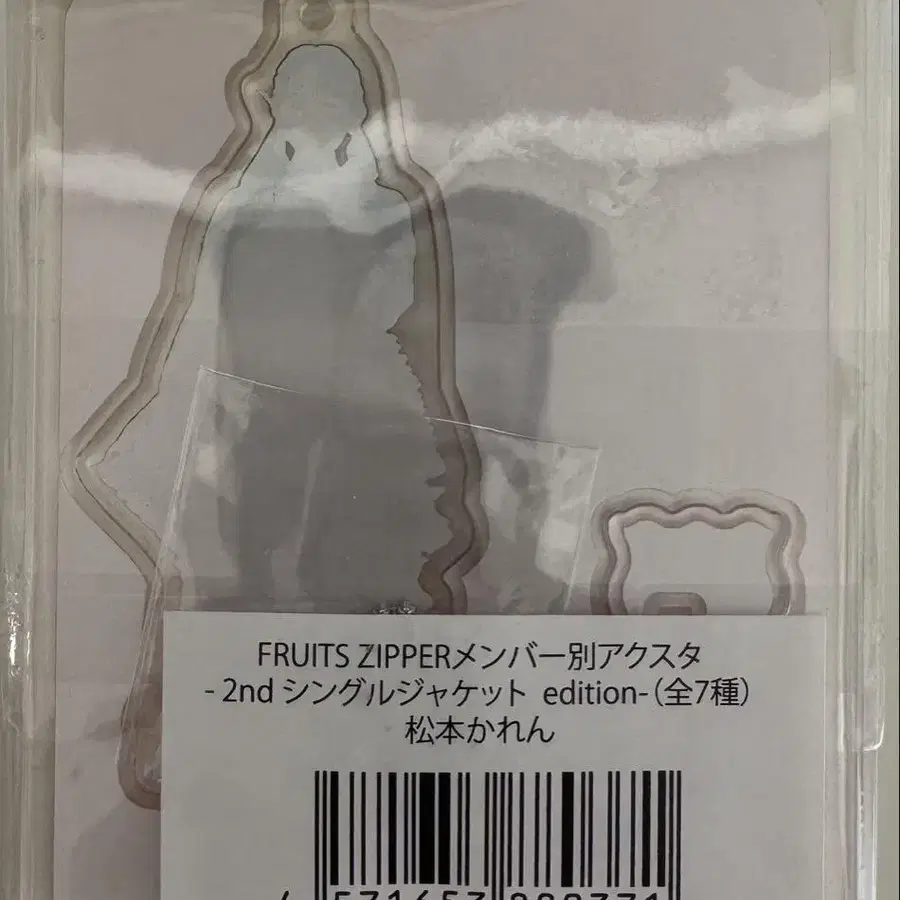 FRUITS ZIPPERメンバー別アクスタ
- 2nd シングルジャケット edition-（全7種）
松本かれん